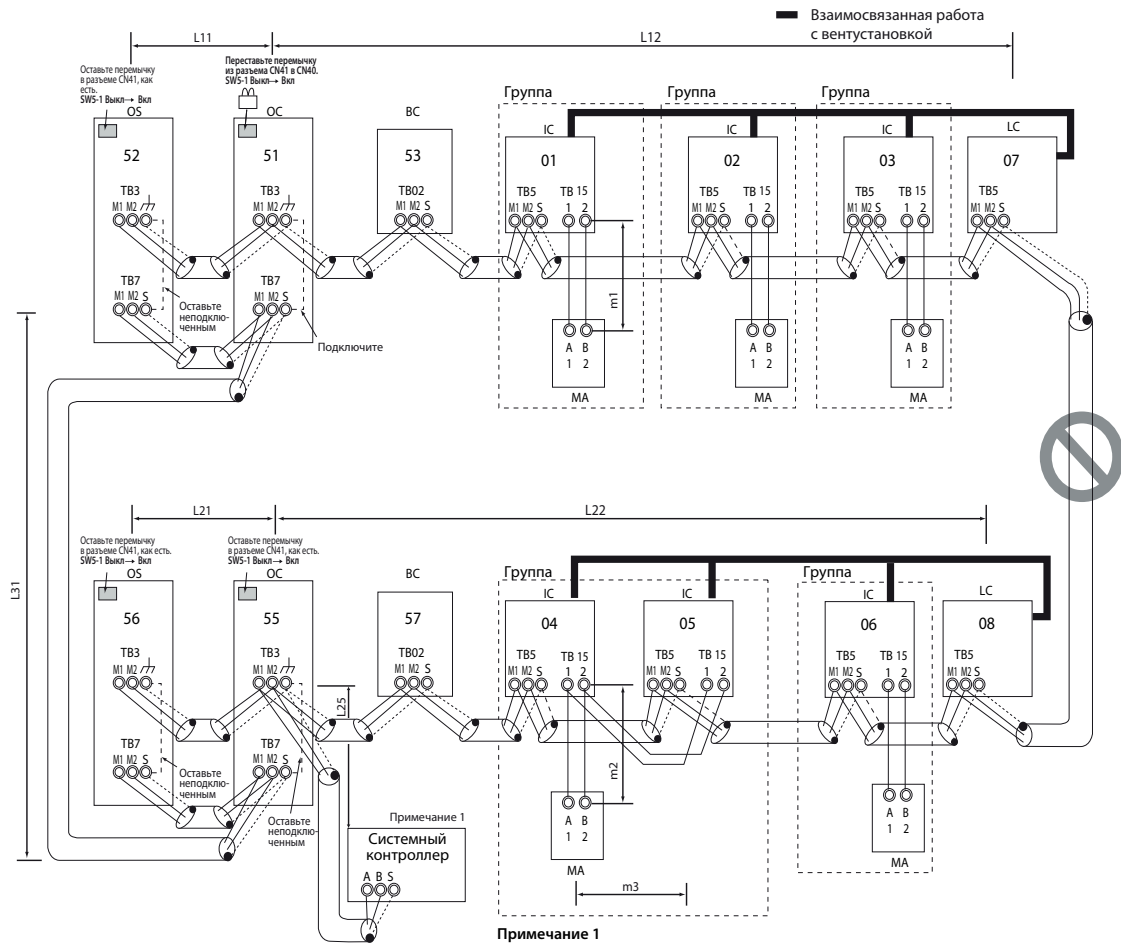 Взаимосвязанная работа
с вентустановкой
L11
L12
Оставьте перемычку
в разъеме CN41, как
есть.
SW5-1 Выкл→ Вкл
Переставьте перемычку
из разъема CN41 в CN40.
SW5-1 Выкл→ Вкл
Группа
Группа
Группа
OS
OC
BC
IC
IC
IC
LC
52
51
53
01
02
03
07
TB3
TB3
TB02
TB5
TB 15
TB5
TB 15
TB5
TB 15
TB5
M1 M2
M1 M2
M1 M2 S
M1 M2 S
1 2
M1 M2 S
1 2
M1 M2 S
1 2
M1 M2 S
TB7
TB7
M1 M2 S
M1 M2 S
Оставьте
неподклю-
ченным
Подключите
m1
A B
1 2
MA
A B
1 2
MA
A B
1 2
MA
L31
L21
L22
Оставьте перемычку
в разъеме CN41, как есть.
SW5-1 Выкл→ Вкл
Оставьте перемычку
в разъеме CN41, как есть.
SW5-1 Выкл→ Вкл
Группа
Группа
OS
OC
BC
IC
IC
IC
LC
56
55
57
04
05
06
08
TB3
TB3
TB02
TB5
TB 15
TB5
TB 15
TB5
TB 15
TB5
M1 M2
M1 M2
M1 M2 S
M1 M2 S
1 2
M1 M2 S
1 2
M1 M2 S
1 2
M1 M2 S
L25
TB7
TB7
M1 M2 S
M1 M2 S
Оставьте
неподклю-
ченным
Оставьте
неподклю-
ченным
m2
Примечание 1
Системный
контроллер
A B S
A B
1 2
MA
A B
1 2
MA
m3
Примечание 1